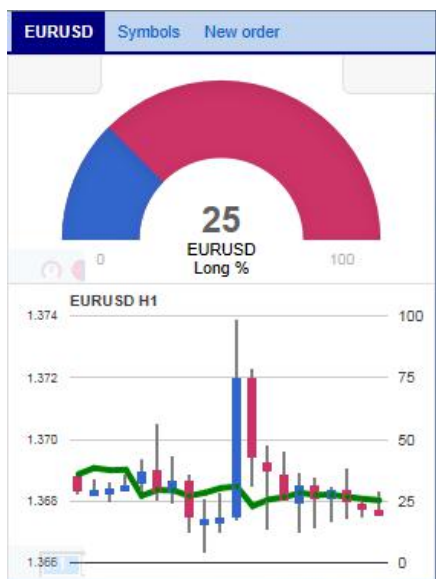 EURUSD Symbols New order
25
EURUSD
Long %
0 100
EURUSD H1
1.374 100
1.372 75
1.370 50
1.368 25
1.366 0